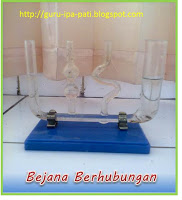 http://guru-ipa-pati.blogspot.com
Bejana Berhubungan